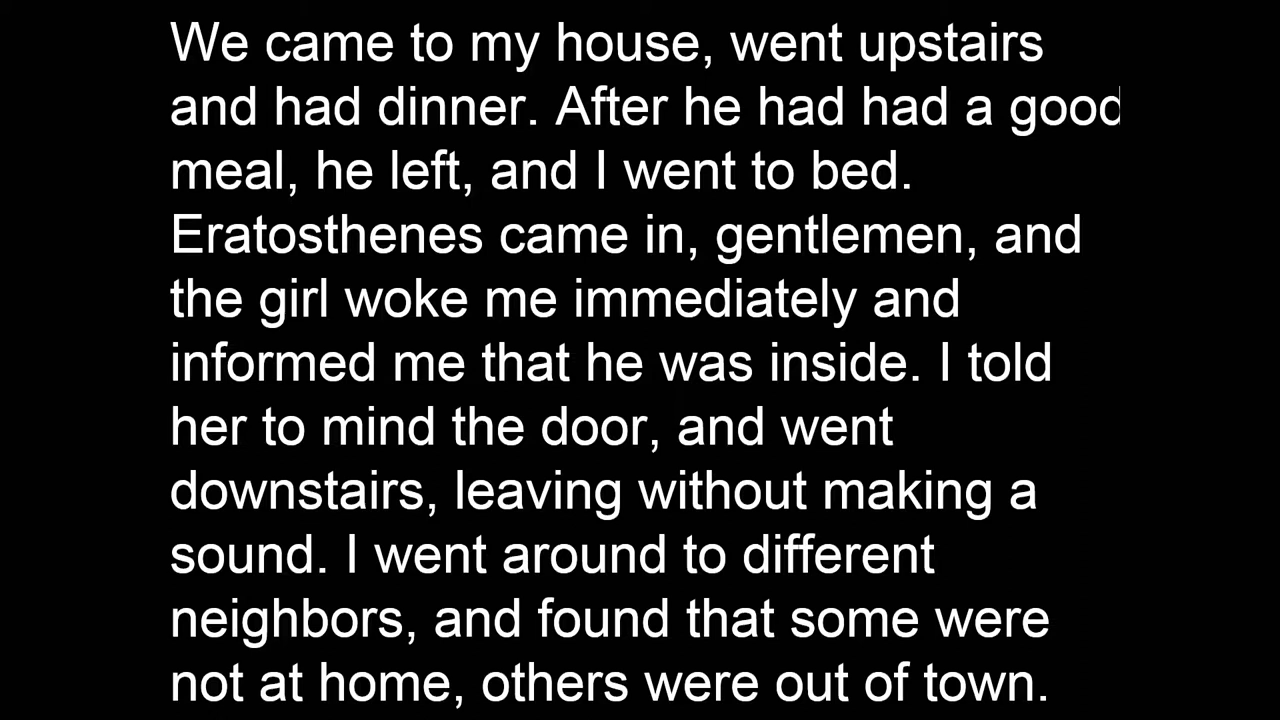 We came to my house, went upstairs
and had dinner. After he had had a good
meal, he left, and I went to bed.
Eratosthenes came in, gentlemen, and
the girl woke me immediately and
informed me that he was inside. I told
her to mind the door, and went
downstairs, leaving without making a
sound. I went around to different
neighbors, and found that some were
not at home, others were out of town.